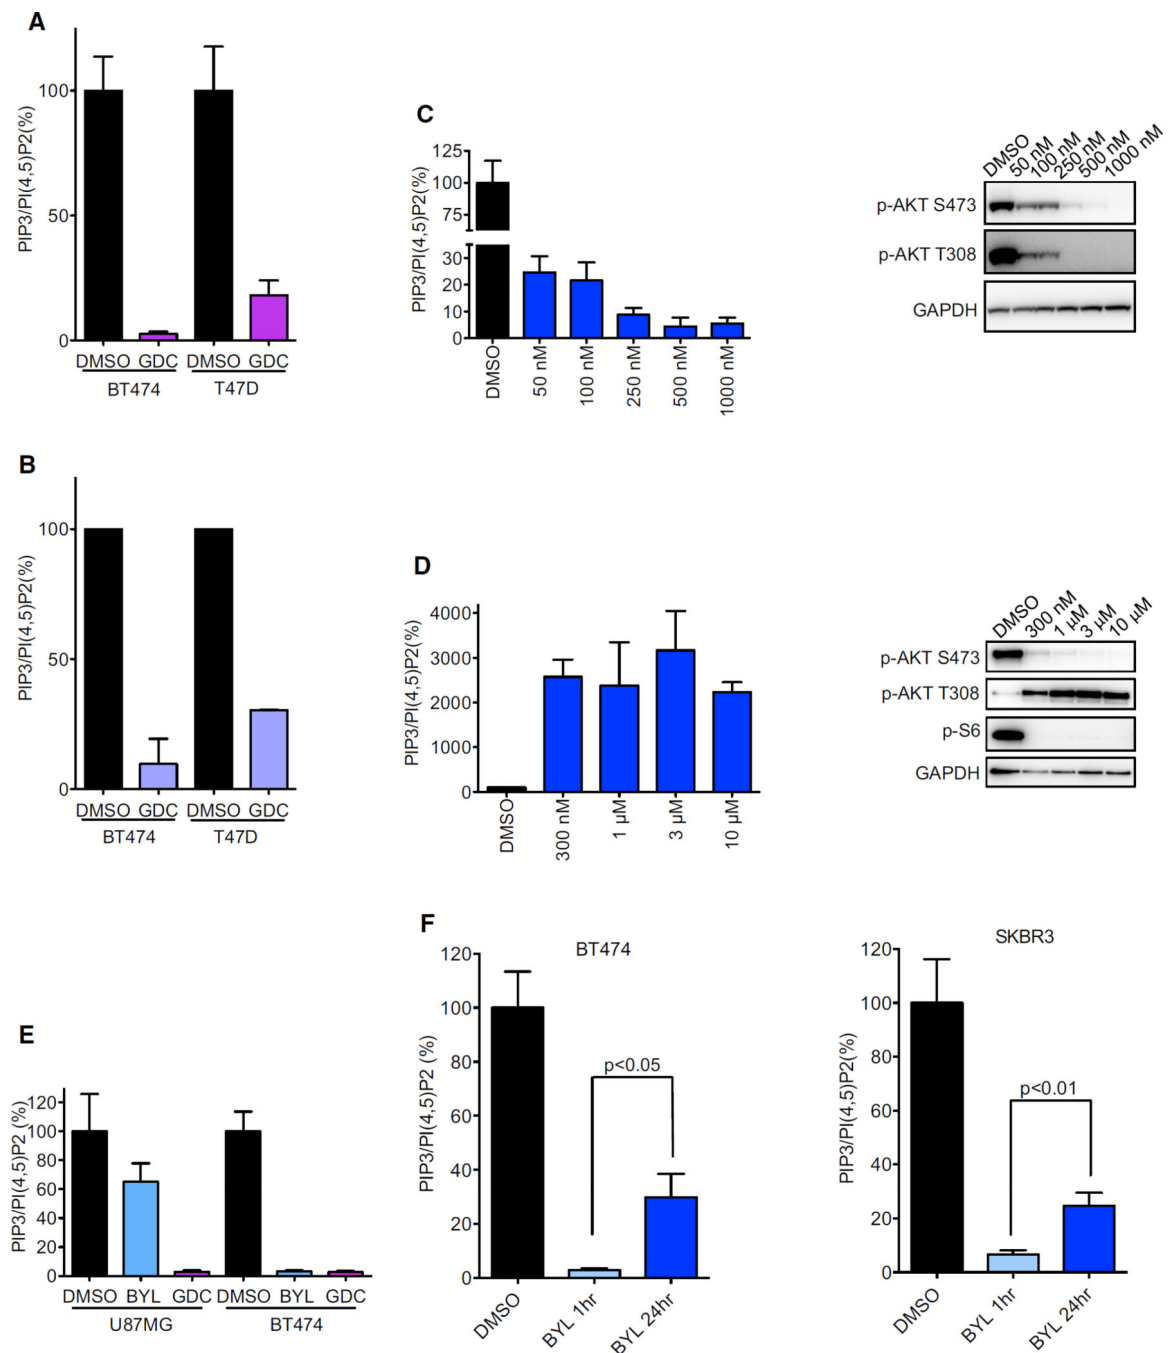 A
PIP3/PI(4,5)P2(%)
100
50
0
DMSO GDC DMSO GDC
BT474 T47D
B
PIP3/PI(4,5)P2(%)
100
50
0
DMSO GDC DMSO GDC
BT474 T47D
C
PIP3/PI(4,5)P2(%)
125
100
75
30
20
10
0
DMSO
50 nM
100 nM
250 nM
500 nM
1000 nM
DMSO
50 nM
100 nM
250 nM
500 nM
1000 nM
p-AKT S473
p-AKT T308
GAPDH
D
PIP3/PI(4,5)P2(%)
4000
3000
2000
1000
0
DMSO
300 nM
1 µM
3 µM
10 µM
DMSO
300 nM
1 µM
3 µM
10 µM
p-AKT S473
p-AKT T308
p-S6
GAPDH
E
PIP3/PI(4,5)P2 (%)
120
100
80
60
40
20
0
DMSO BYL GDC DMSO BYL GDC
U87MG BT474
F
BT474
PIP3/PI(4,5)P2 (%)
120
100
80
60
40
20
0
p<0.05
DMSO
BYL 1hr
BYL 24hr
SKBR3
PIP3/PI(4,5)P2(%)
120
100
80
60
40
20
0
p<0.01
DMSO
BYL 1hr
BYL 24hr